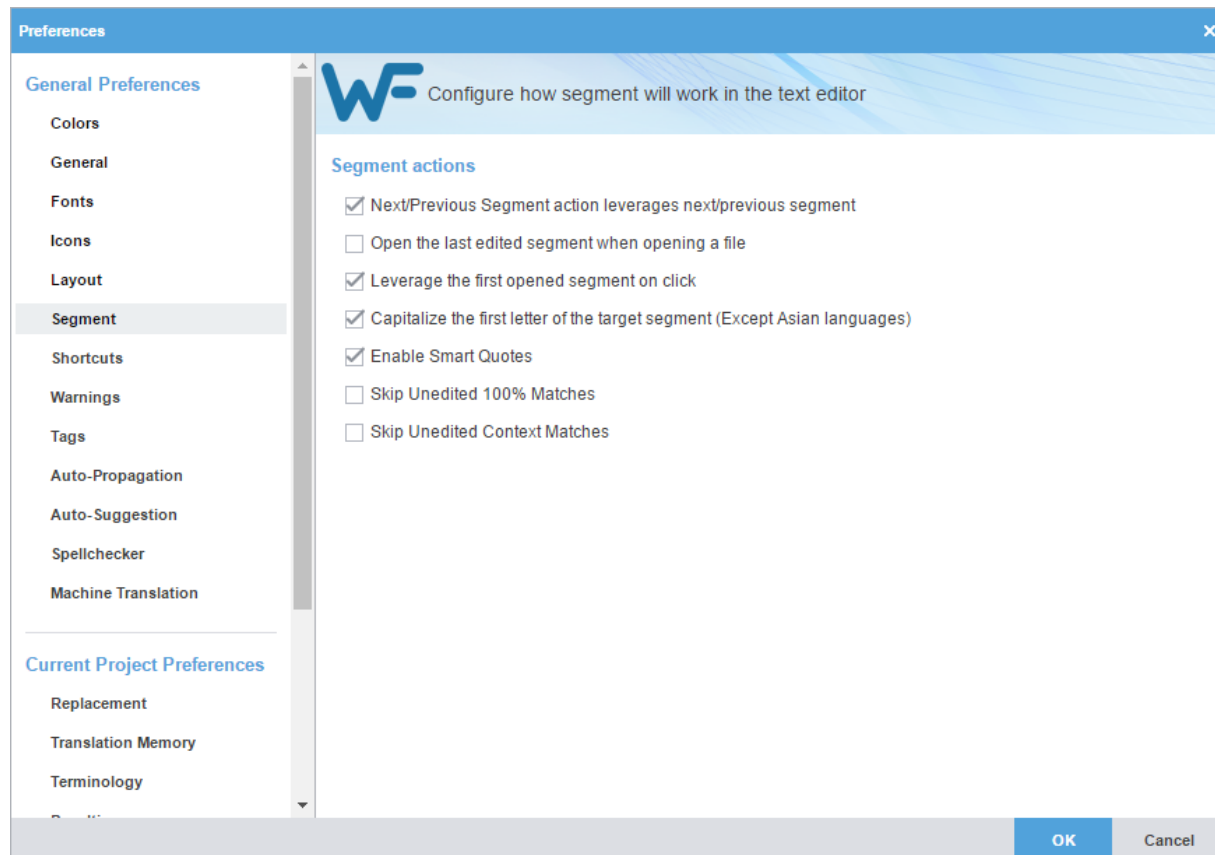 Preferences
General Preferences
Colors
General
Fonts
Icons
Layout
Segment
Shortcuts
Warnings
Tags
Auto-Propagation
Auto-Suggestion
Spellchecker
Machine Translation
Current Project Preferences
Replacement
Translation Memory
Terminology
WF
Configure how segment will work in the text editor
Segment actions
Next/Previous Segment action leverages next/previous segment
Open the last edited segment when opening a file
Leverage the first opened segment on click
Capitalize the first letter of the target segment (Except Asian languages)
Enable Smart Quotes
Skip Unedited 100% Matches
Skip Unedited Context Matches
OK
Cancel